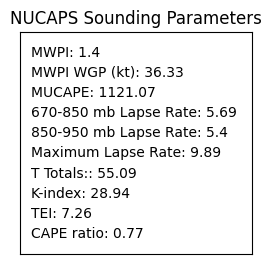 NUCAPS Sounding Parameters
MWPI: 1.4
MWPI WGP (kt): 36.33
MUCAPE: 1121.07
670-850 mb Lapse Rate: 5.69
850-950 mb Lapse Rate: 5.4
Maximum Lapse Rate: 9.89
T Totals:: 55.09
K-index: 28.94
TEI: 7.26
CAPE ratio: 0.77